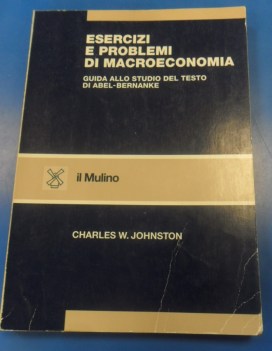 ESERCIZI
E PROBLEMI
DI MACROECONOMIA
GUIDA ALLO STUDIO DEL TESTO
DI ABEL-BERNANKE
il Mulino
CHARLES W. JOHNSTON